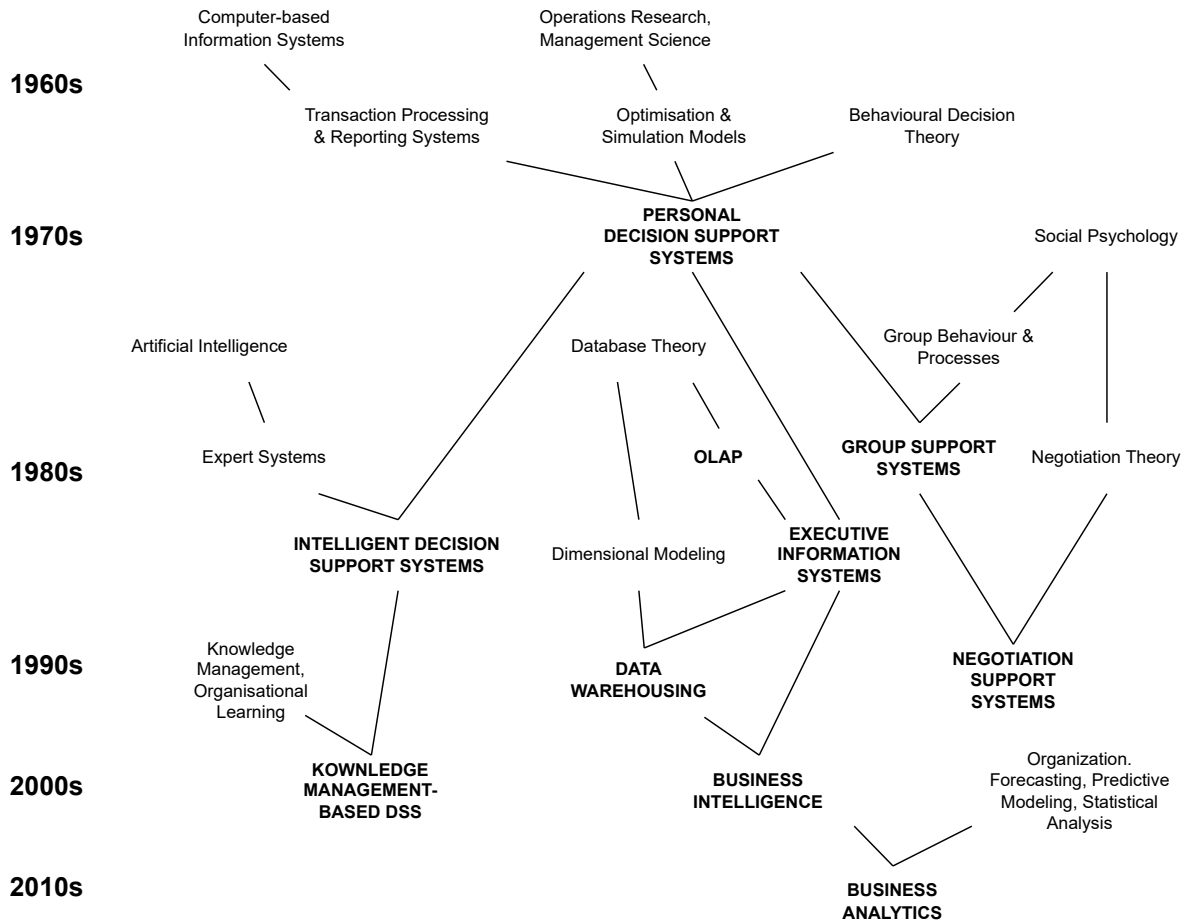 Computer-based
Information Systems
Operations Research,
Management Science
1960s
Transaction Processing
& Reporting Systems
Optimisation &
Simulation Models
Behavioural Decision
Theory
1970s
PERSONAL
DECISION SUPPORT
SYSTEMS
Social Psychology
Artificial Intelligence
Database Theory
Group Behaviour &
Processes
1980s
Expert Systems
OLAP
GROUP SUPPORT
SYSTEMS
Negotiation Theory
INTELLIGENT DECISION
SUPPORT SYSTEMS
Dimensional Modeling
EXECUTIVE
INFORMATION
SYSTEMS
1990s
Knowledge
Management,
Organisational
Learning
DATA
WAREHOUSING
NEGOTIATION
SUPPORT
SYSTEMS
2000s
KOWNLEDGE
MANAGEMENT-
BASED DSS
BUSINESS
INTELLIGENCE
Organization.
Forecasting, Predictive
Modeling, Statistical
Analysis
2010s
BUSINESS
ANALYTICS